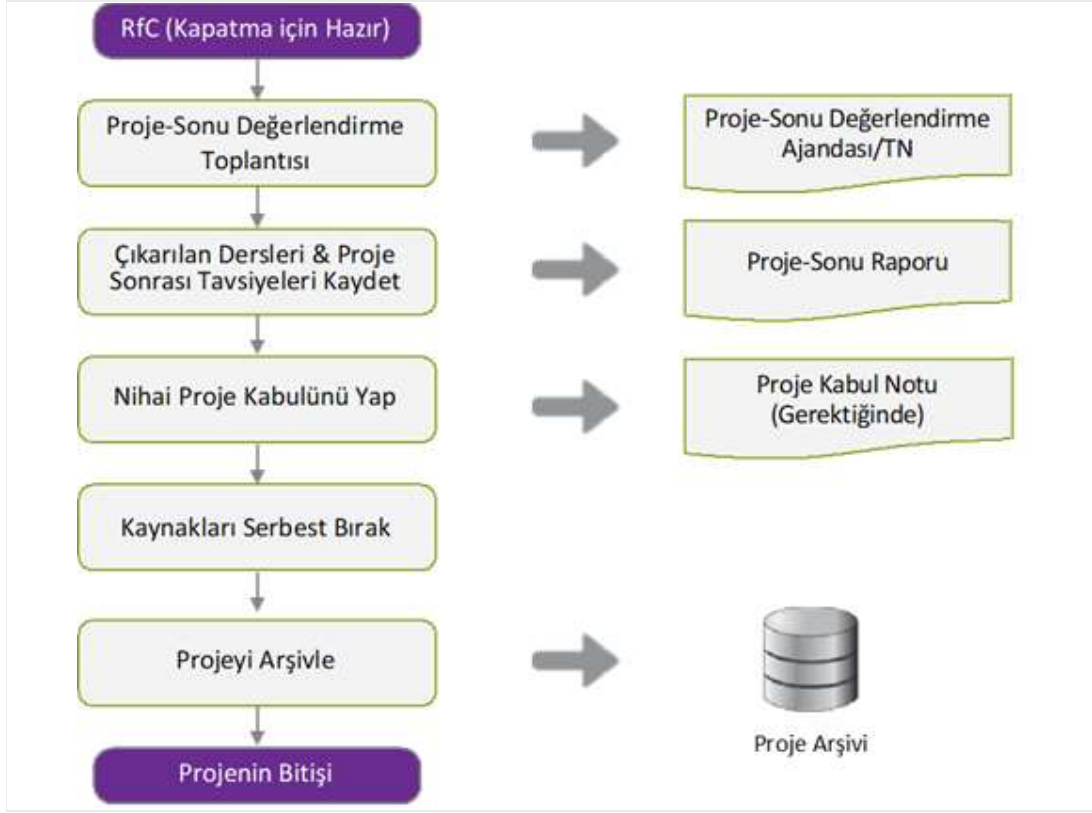 RfC (Kapatma için Hazır)
Proje-Sonu Değerlendirme
Toplantısı
Proje-Sonu Değerlendirme
Ajandası/TN
Çıkarılan Dersleri & Proje
Sonrası Tavsiyeleri Kaydet
Proje-Sonu Raporu
Nihai Proje Kabulünü Yap
Proje Kabul Notu
(Gerektiğinde)
Kaynakları Serbest Bırak
Projeyi Arşivle
Proje Arşivi
Projenin Bitişi